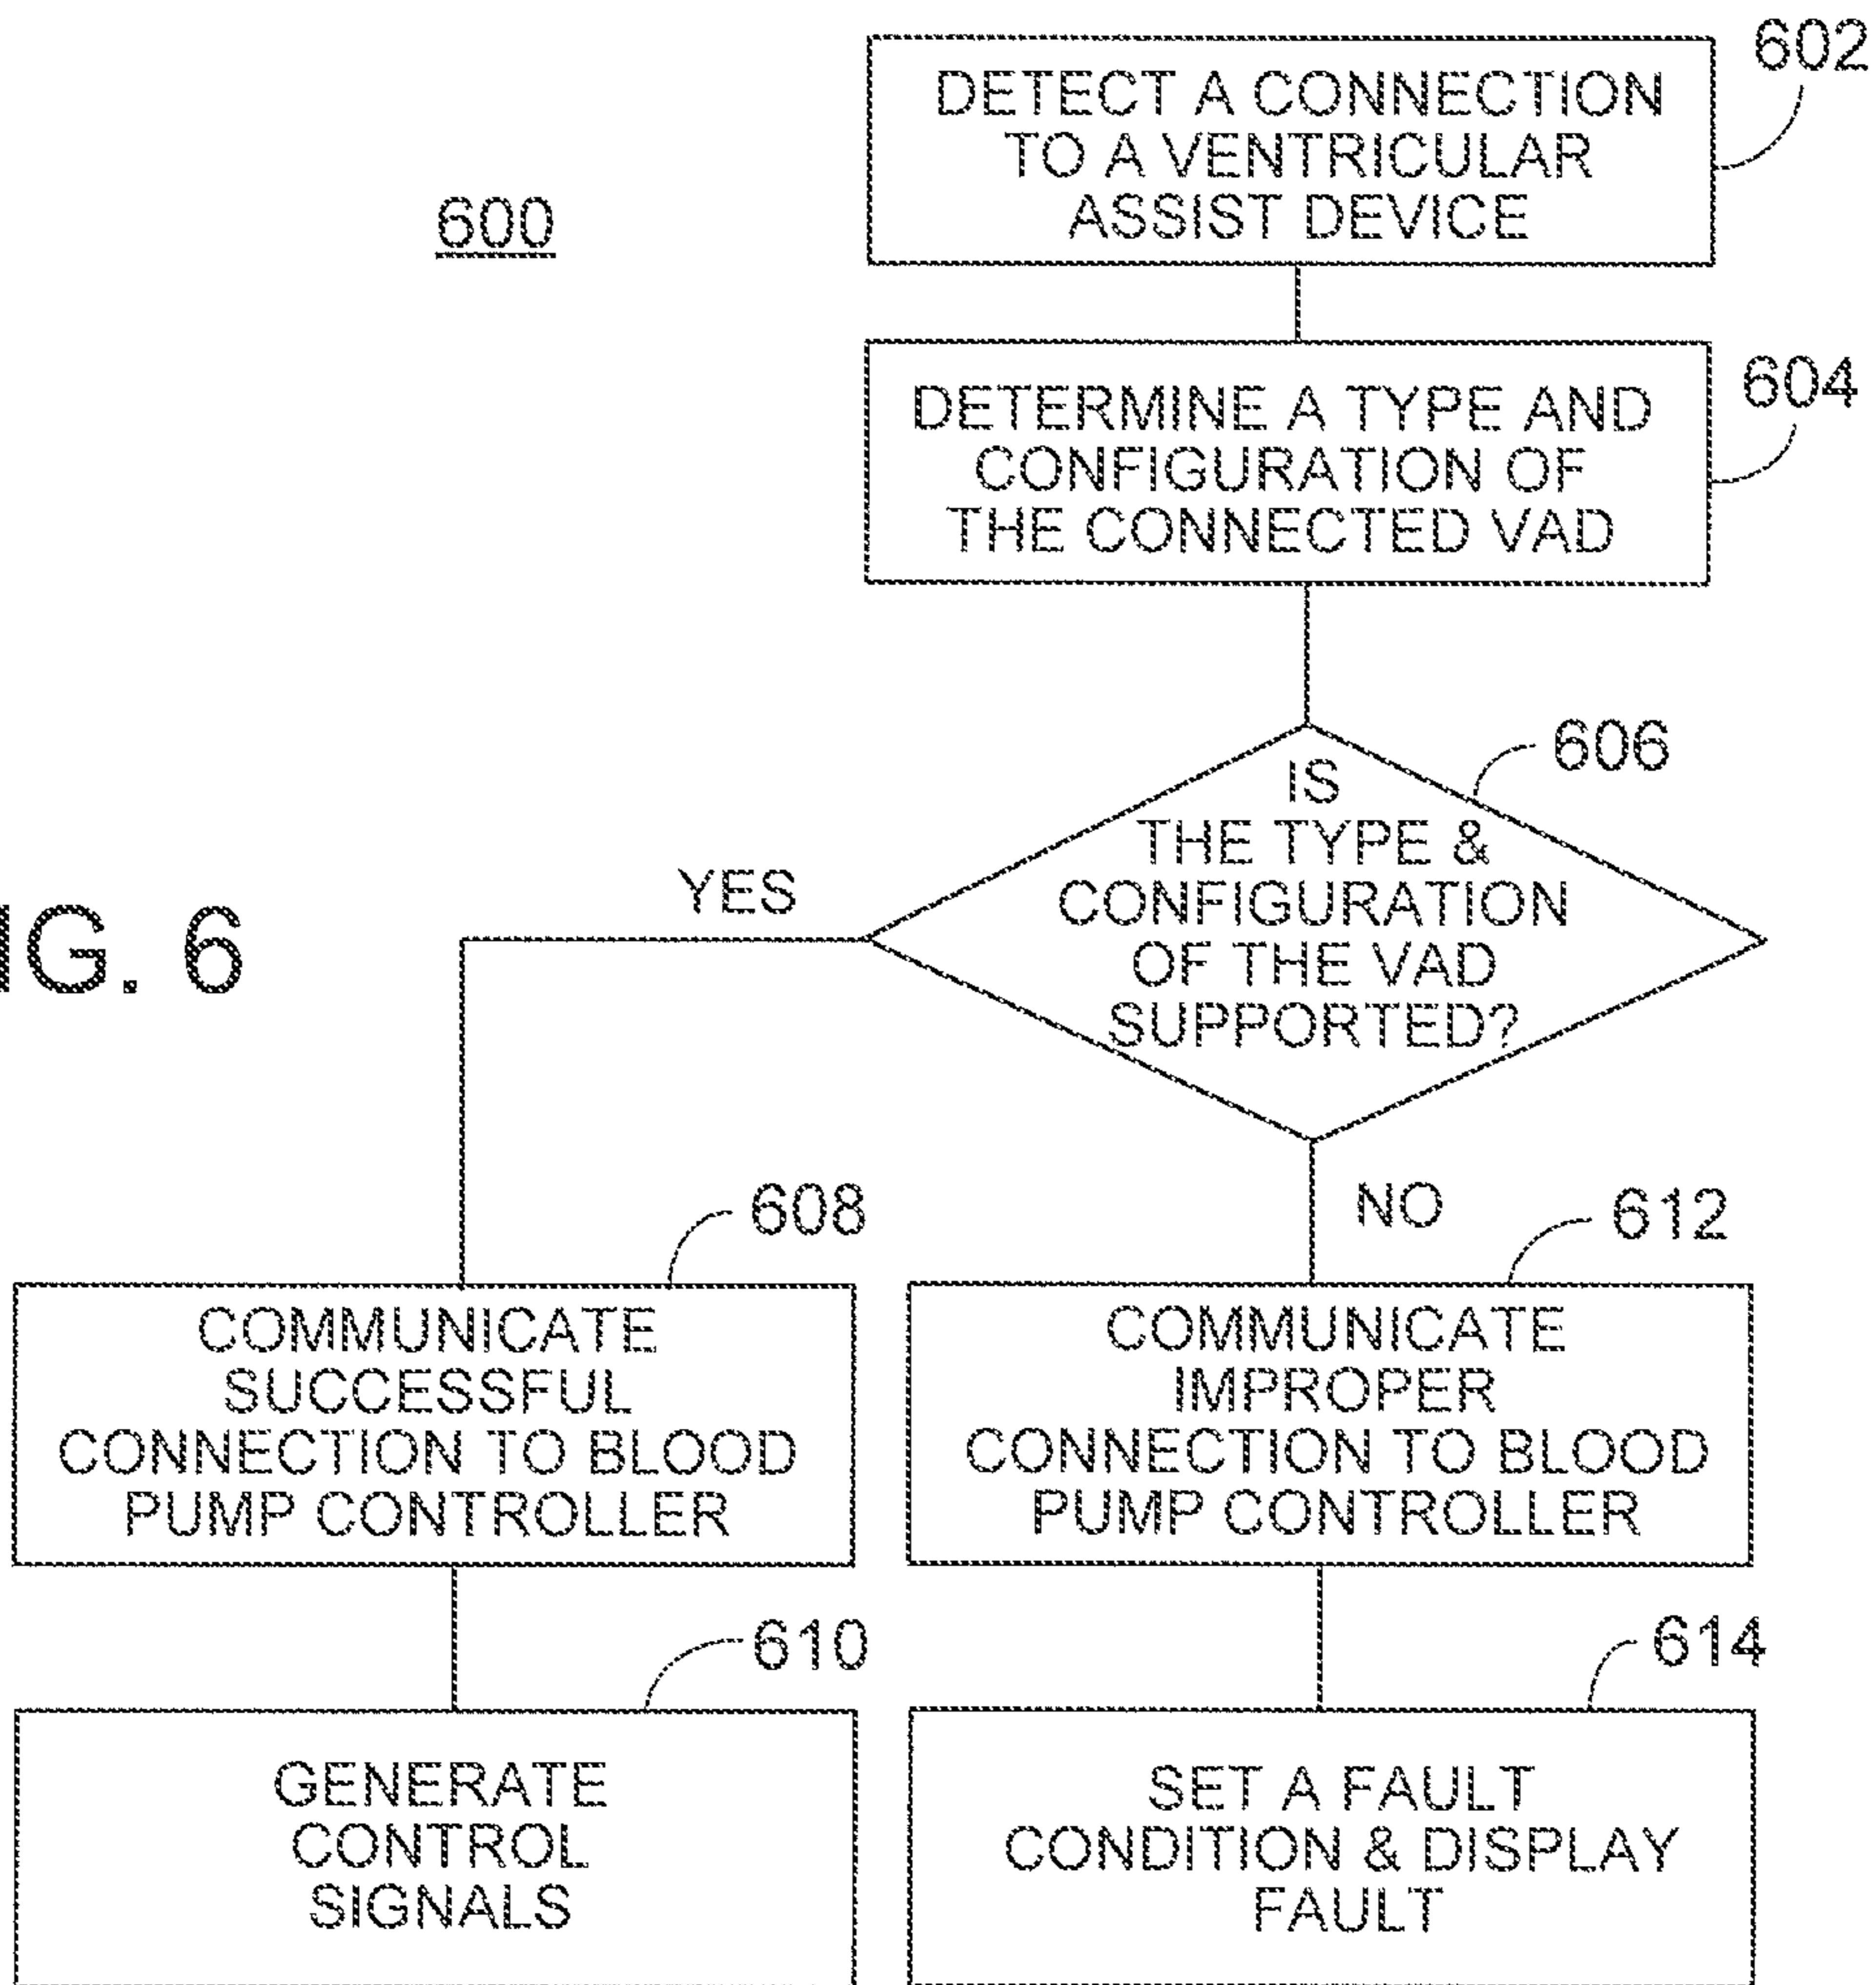 602
DETECT A CONNECTION
TO A VENTRICULAR
ASSIST DEVICE
600
604
DETERMINE A TYPE AND
CONFIGURATION OF
THE CONNECTED VAD
606
IS
THE TYPE &
CONFIGURATION
OF THE VAD
SUPPORTED?
YES
IG. 6
NO
608
COMMUNICATE
SUCCESSFUL
CONNECTION TO BLOOD
PUMP CONTROLLER
612
COMMUNICATE
IMPROPER
CONNECTION TO BLOOD
PUMP CONTROLLER
610
GENERATE
CONTROL
SIGNALS
614
SET A FAULT
CONDITION & DISPLAY
FAULT